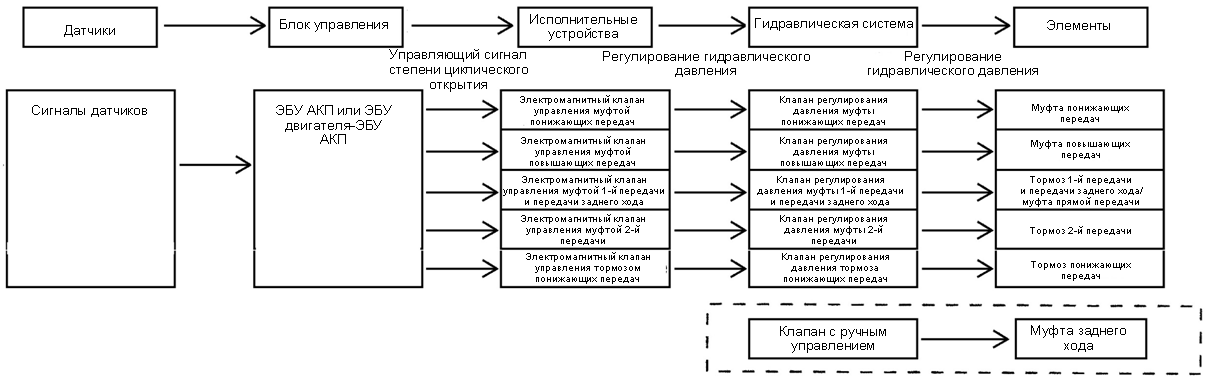 Датчики
Блок управления
Исполнительные
устройства
Гидравлическая система
Элементы
Управляющий сигнал
степени циклического
открытия
Регулирование гидравлического
давления
Регулирование
гидравлического давления
Сигналы датчиков
ЭБУ АКП или ЭБУ
двигателя-ЭБУ
АКП
Электромагнитный клапан
управления муфтой
понижающих передач
Клапан регулирования
давления муфты
понижающих передач
Муфта понижающих
передач
Электромагнитный клапан
управления муфтой
повышающих передач
Клапан регулирования
давления муфты
повышающих передач
Муфта повышающих
передач
Электромагнитный клапан
управления муфтой 1-й передачи
и передачи заднего хода
Клапан регулирования
давления муфты 1-й передачи
и передачи заднего хода
Тормоз 1-й передачи
и передачи заднего хода/
муфта прямой передачи
Электромагнитный клапан
управления муфтой 2-й
передачи
Клапан регулирования
давления муфты 2-й
передачи
Тормоз 2-й передачи
Электромагнитный клапан
управления тормозом
понижающих передач
Клапан регулирования
давления тормоза
понижающих передач
Тормоз понижающих
передач
Клапан с ручным
управлением
Муфта заднего
хода